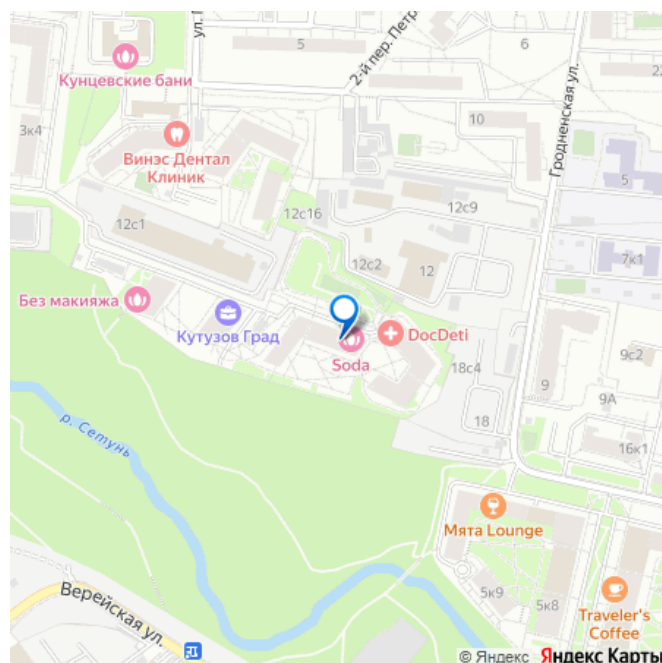 5
6
ул.
2-й пер. Петр
Кунцевские бани
Гродненская ул.
3к4
10
Винэс Дентал
Клиник
5
12с16
12с9
12с1
12с2
12
7к1
Без макияжа
Кутузов Град
DocDeti
Soda
18с4
9с2
9
9А
18
16к1
р. Сетунь
Мята Lounge
Верейская ул.
5к9
5к8
Traveler's
Coffee
© Яндекс Яндекс Карты